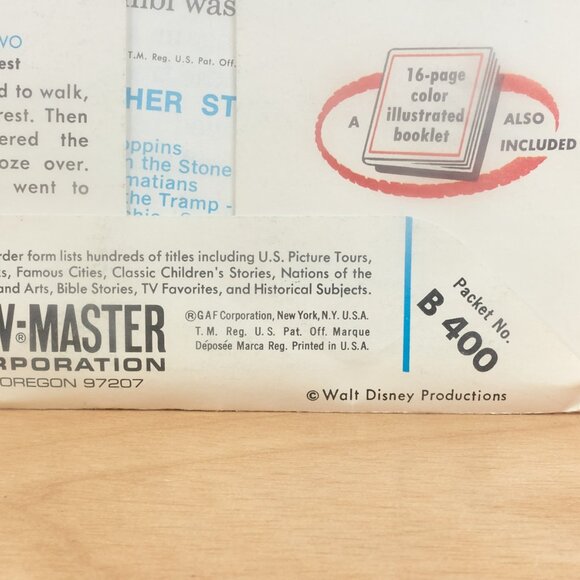 mbi was
WO
est
d to walk,
rest. Then
ered the
oze over.
went to
T.M. Reg. U.S. Pat. Off.
HER ST
oppins
n the Stone
matians
the Tramp -
16-page
color
illustrated
booklet
A
ALSO
INCLUDED
rder form lists hundreds of titles including U.S. Picture Tours,
ks, Famous Cities, Classic Children's Stories, Nations of the
and Arts, Bible Stories, TV Favorites, and Historical Subjects.
W-MASTER
®
RPORATION
OREGON 97207
®GAF Corporation, New York, N.Y. U.S.A.
T. M. Reg. U. S. Pat. Off. Marque
Déposée Marca Reg. Printed in U.S.A.
Packet No.
B 400
© Walt Disney Productions